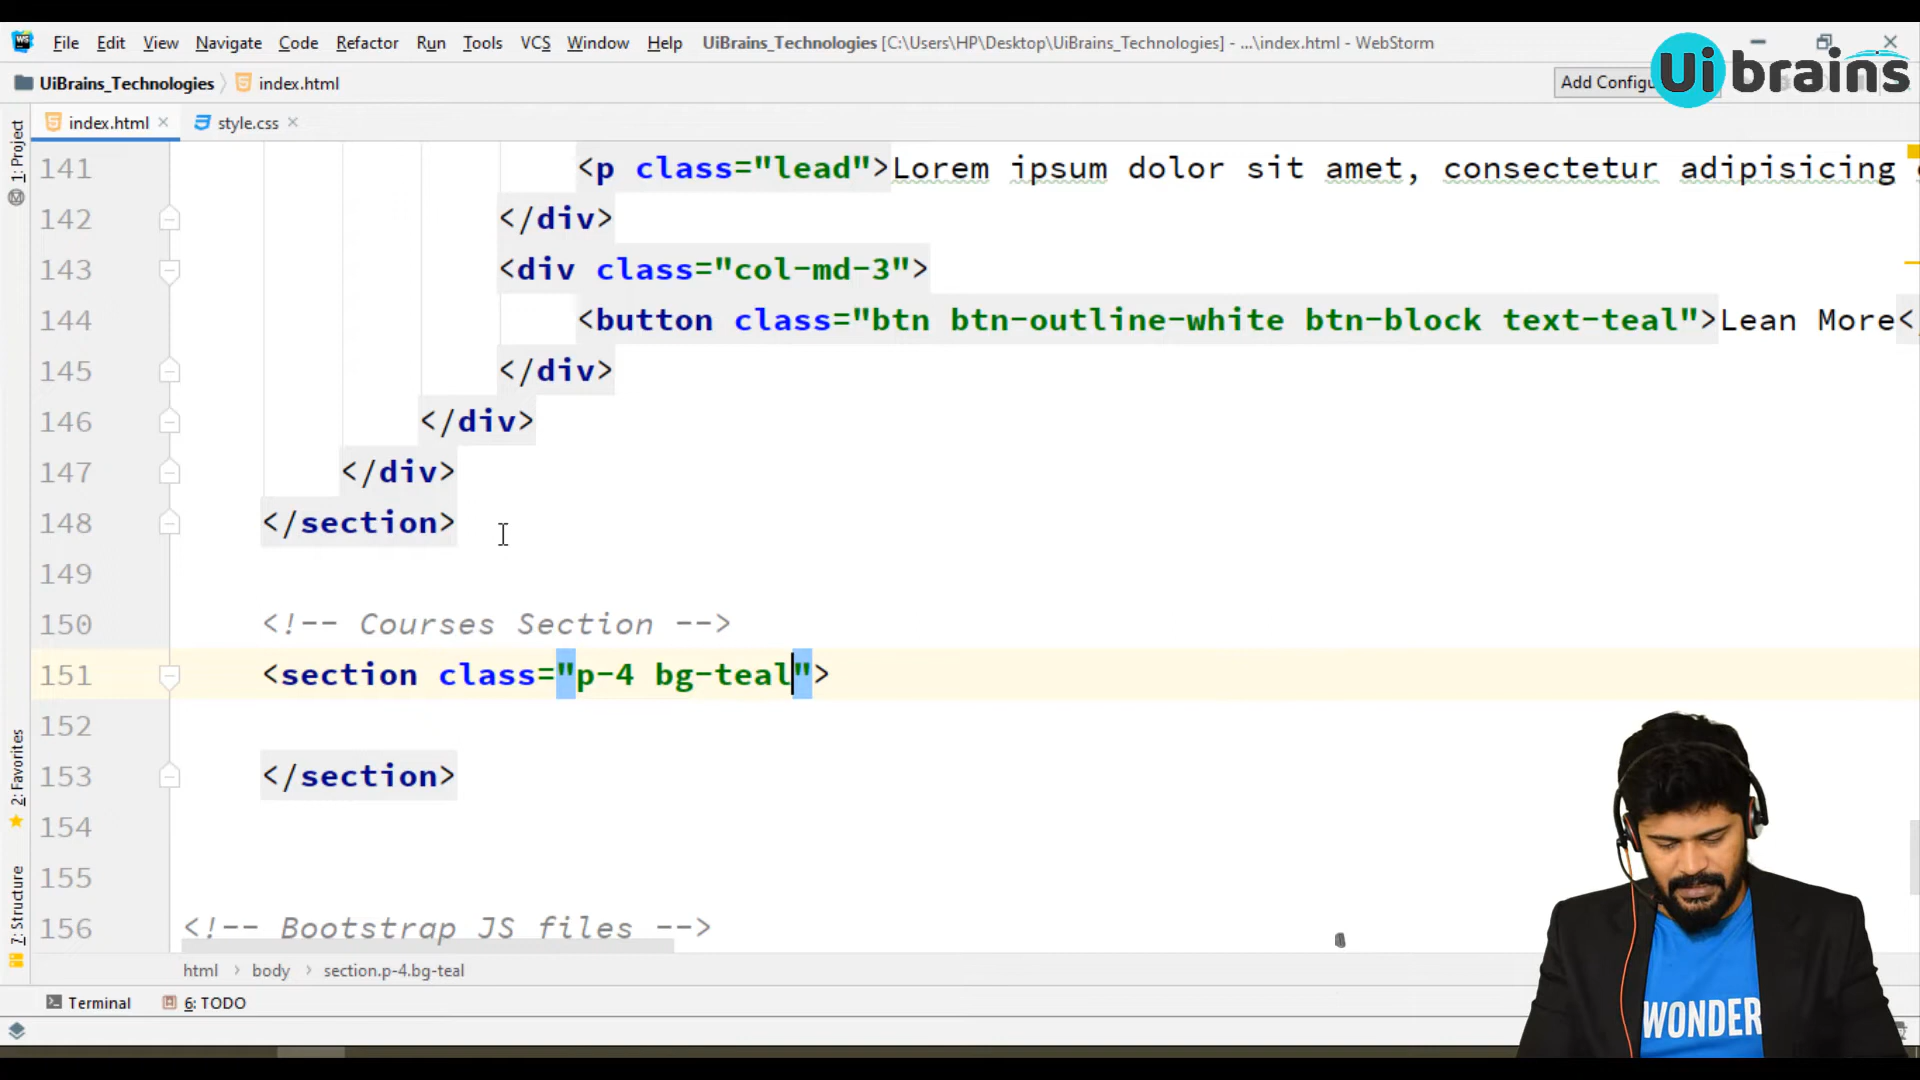 File Edit View Navigate Code Refactor Run Tools VCS Window Help UiBrains_Technologies [C:\Users\HP\Desktop\UiBrains_Technologies] - ...\index.html - WebStorm
UiBrains_Technologies index.html Add Configu
Ui brains
index.html style.css
1: Project
2: Favorites
7: Structure
141 <p class="lead">Lorem ipsum dolor sit amet, consectetur adipisicing
142 </div>
143 <div class="col-md-3">
144 <button class="btn btn-outline-white btn-block text-teal">Lean More<
145 </div>
146 </div>
147 </div>
148 </section>
149
150 <!-- Courses Section -->
151 <section class="p-4 bg-teal">
152
153 </section>
154
155
156 <!-- Bootstrap JS files -->
html body section.p-4.bg-teal
Terminal 6: TODO
WONDER